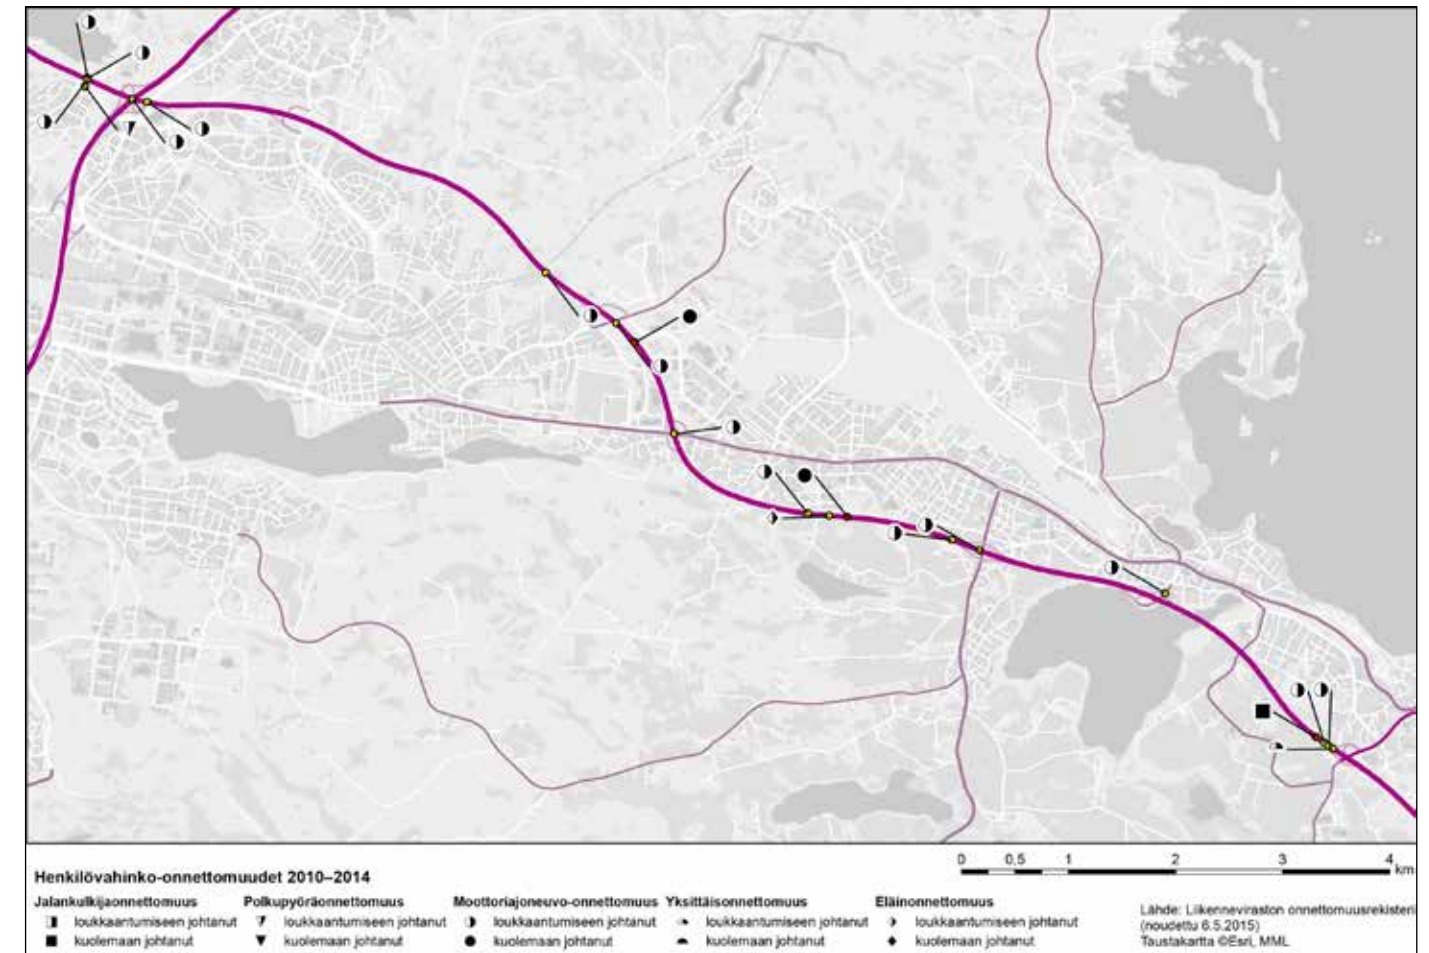 0 0,5 1 2 3 4
km
Henkilövahinko-onnettomuudet 2010–2014
Jalankulkijaonnettomuus
loukkaantumiseen johtanut
kuolemaan johtanut
Polkupyöräonnettomuus
loukkaantumiseen johtanut
kuolemaan johtanut
Moottoriajoneuvo-onnettomuus
loukkaantumiseen johtanut
kuolemaan johtanut
Yksittäisonnettomuus
loukkaantumiseen johtanut
kuolemaan johtanut
Eläinonnettomuus
loukkaantumiseen johtanut
kuolemaan johtanut
Lähde: Liikenneviraston onnettomuusrekisteri
(noudettu 6.5.2015)
Taustakartta ©Esri, MML